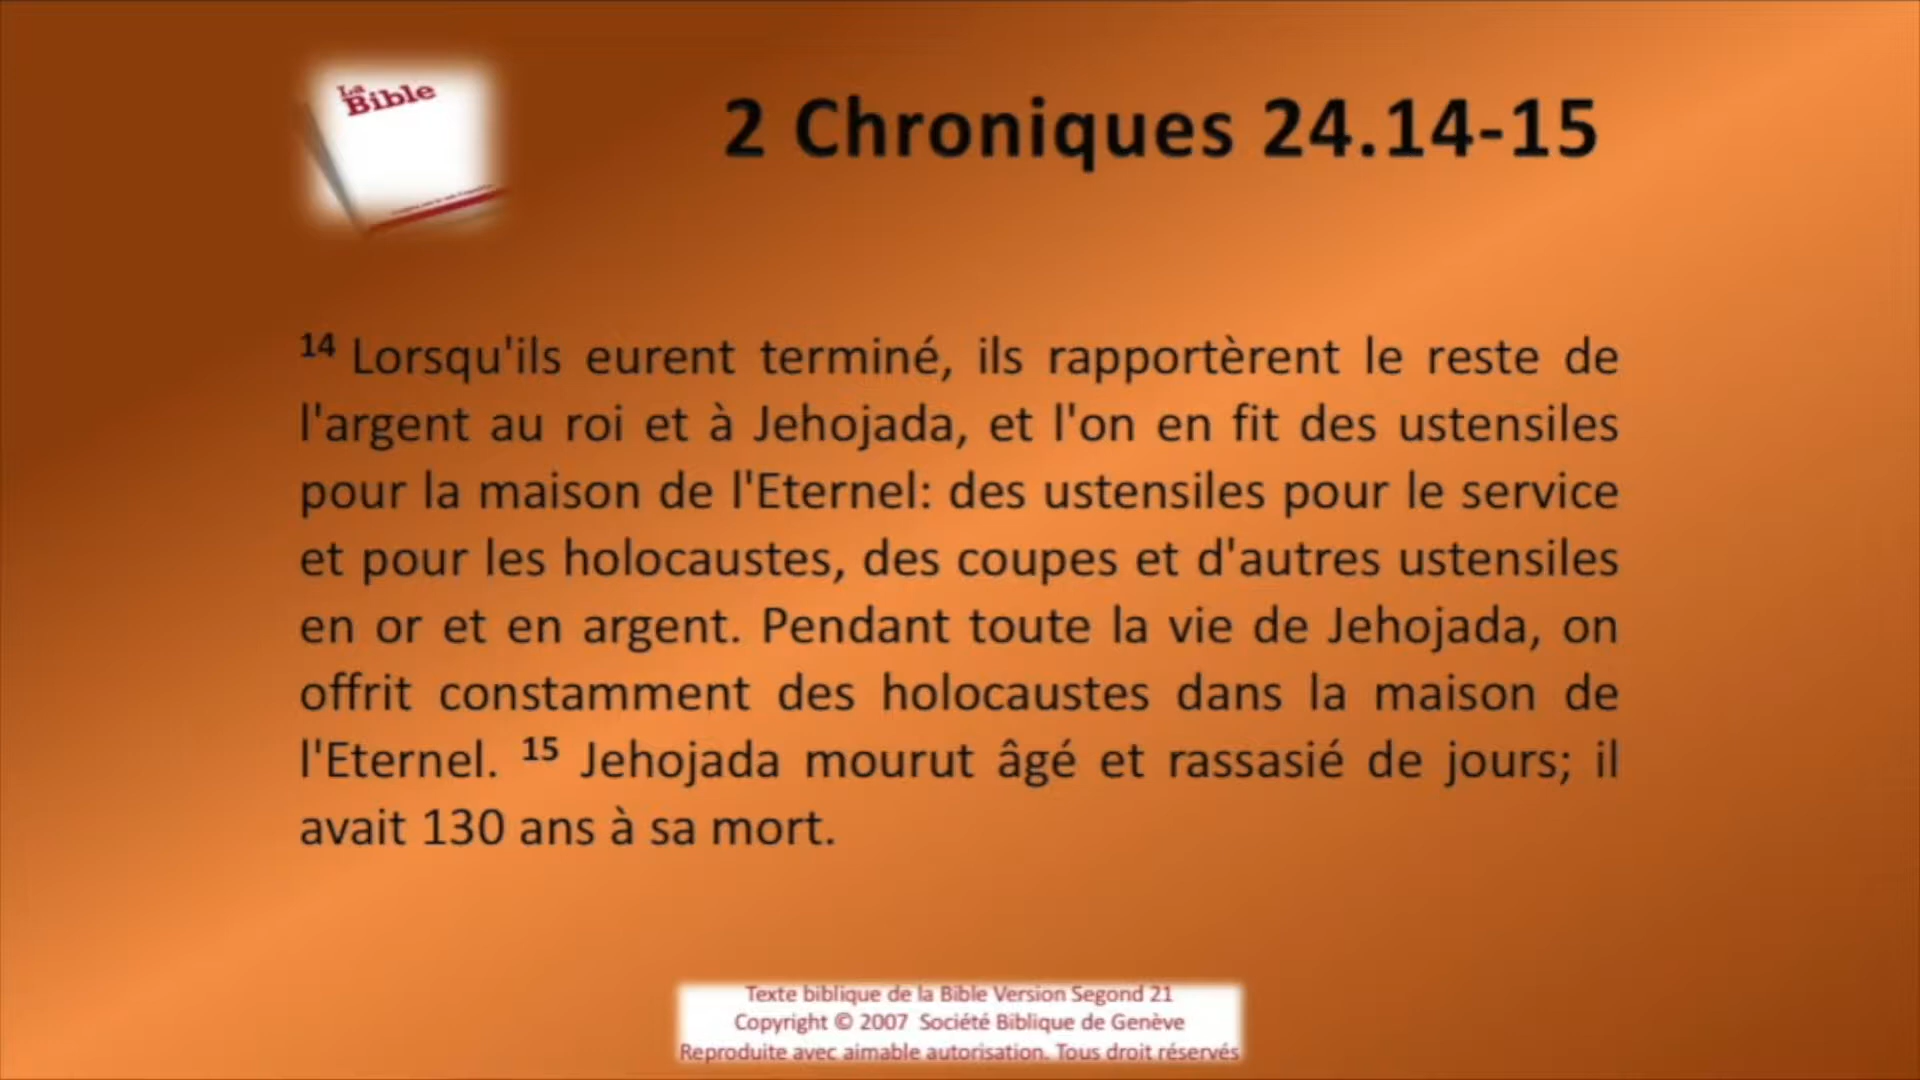 La
Bible
2 Chroniques 24.14-15
14 Lorsqu'ils eurent terminé, ils rapportèrent le reste de
l'argent au roi et à Jehojada, et l'on en fit des ustensiles
pour la maison de l'Eternel: des ustensiles pour le service
et pour les holocaustes, des coupes et d'autres ustensiles
en or et en argent. Pendant toute la vie de Jehojada, on
offrit constamment des holocaustes dans la maison de
l'Eternel. 15 Jehojada mourut âgé et rassasié de jours; il
avait 130 ans à sa mort.
Texte biblique de la Bible Version Segond 21
Copyright © 2007 Société Biblique de Genève
Reproduite avec aimable autorisation. Tous droit réservés